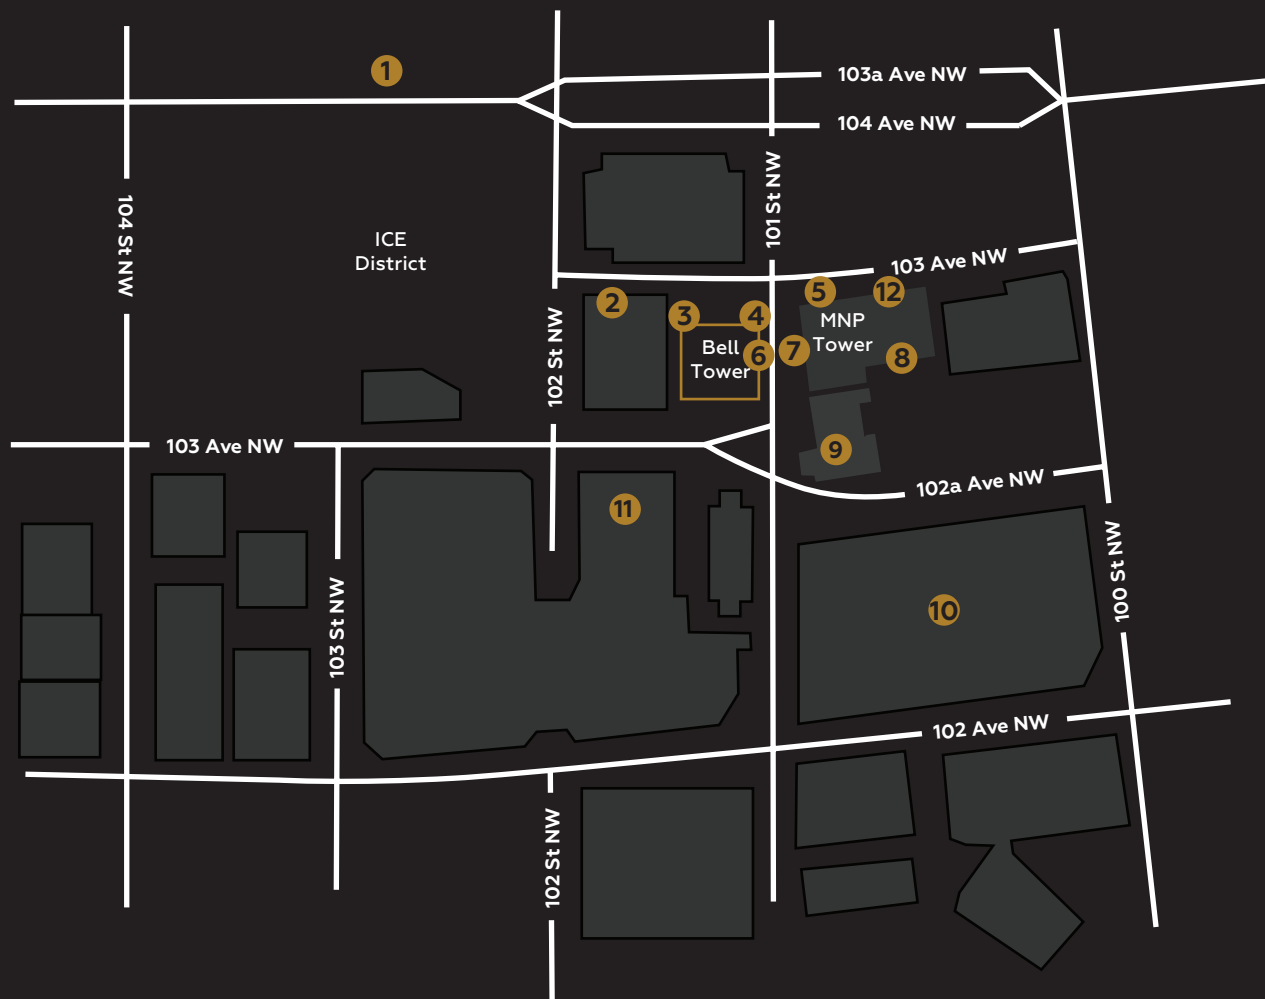 1
103a Ave NW
104 Ave NW
104 St NW
ICE
District
101 St NW
103 Ave NW
2
3
4
5
12
MNP
Tower
Bell
Tower
6
7
8
102 St NW
103 Ave NW
9
102a Ave NW
11
103 St NW
100 St NW
10
102 Ave NW
102 St NW